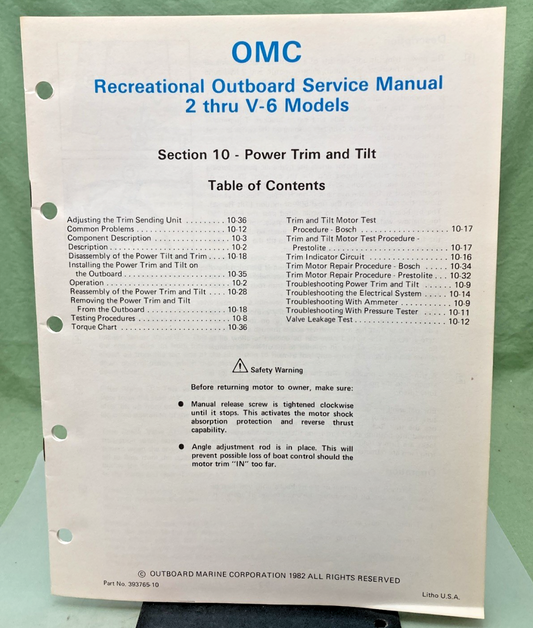 OMC
Recreational Outboard Service Manual
2 thru V-6 Models
Section 10 - Power Trim and Tilt
Table of Contents
Adjusting the Trim Sending Unit . . . . . . . . . 10-36
Common Problems . . . . . . . . . . . . . . . . . . . . 10-12
Component Description . . . . . . . . . . . . . . . . 10-3
Description . . . . . . . . . . . . . . . . . . . . . . . . . 10-2
Disassembly of the Power Tilt and Trim . . . . 10-18
Installing the Power Trim and Tilt on
the Outboard . . . . . . . . . . . . . . . . . . . . . . 10-35
Operation . . . . . . . . . . . . . . . . . . . . . . . . . . 10-2
Reassembly of the Power Trim and Tilt . . . . 10-28
Removing the Power Trim and Tilt
From the Outboard . . . . . . . . . . . . . . . . . 10-18
Testing Procedures . . . . . . . . . . . . . . . . . . . 10-8
Torque Chart . . . . . . . . . . . . . . . . . . . . . . . 10-36
Trim and Tilt Motor Test
Procedure - Bosch . . . . . . . . . . . . . . . . . . . 10-17
Trim and Tilt Motor Test Procedure -
Prestolite . . . . . . . . . . . . . . . . . . . . . . . . . . 10-17
Trim Indicator Circuit . . . . . . . . . . . . . . . . . 10-16
Trim Motor Repair Procedure - Bosch . . . . . 10-34
Trim Motor Repair Procedure - Prestolite . . . 10-32
Troubleshooting Power Trim and Tilt . . . . . . 10-9
Troubleshooting the Electrical System . . . . . 10-14
Troubleshooting With Ammeter . . . . . . . . . . . 10-9
Troubleshooting With Pressure Tester . . . . . 10-11
Valve Leakage Test . . . . . . . . . . . . . . . . . . . . 10-12
Safety Warning
Before returning motor to owner, make sure:
● Manual release screw is tightened clockwise
until it stops. This activates the motor shock
absorption protection and reverse thrust
capability.
● Angle adjustment rod is in place. This will
prevent possible loss of boat control should the
motor trim "IN" too far.
© OUTBOARD MARINE CORPORATION 1982 ALL RIGHTS RESERVED
Part No. 393765-10
Litho U.S.A.